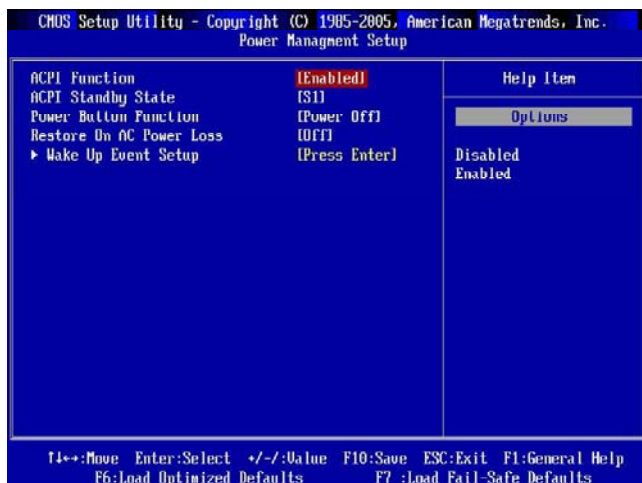 CMOS Setup Utility - Copyright (C) 1985-2005, American Megatrends, Inc.
Power Managment Setup
ACPI Function [Enabled]
ACPI Standby State [S1]
Power Button Function [Power Off]
Restore On AC Power Loss [Off]
▶ Wake Up Event Setup [Press Enter]
Help Item
Options
Disabled
Enabled
↑↓←→:Move Enter:Select +/-/:Value F10:Save ESC:Exit F1:General Help
F6:Load Optimized Defaults F7 :Load Fail-Safe Defaults